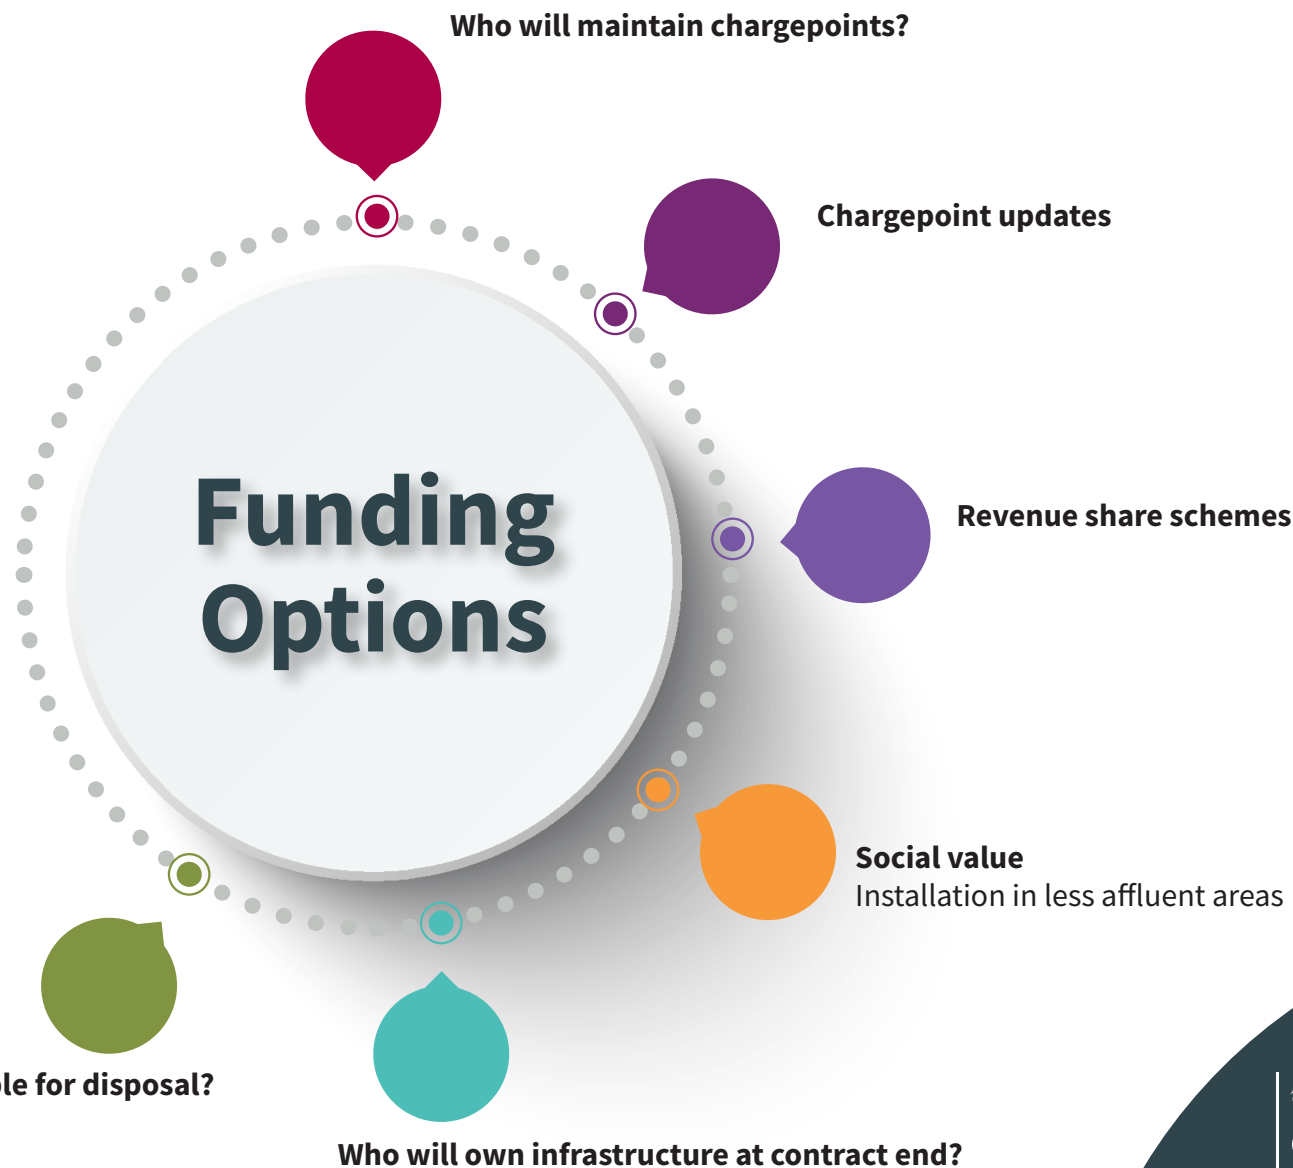 Who will maintain chargepoints?
Chargepoint updates
Revenue share schemes
Funding
Options
Social value
Installation in less affluent areas
for disposal?
Who will own infrastructure at contract end?